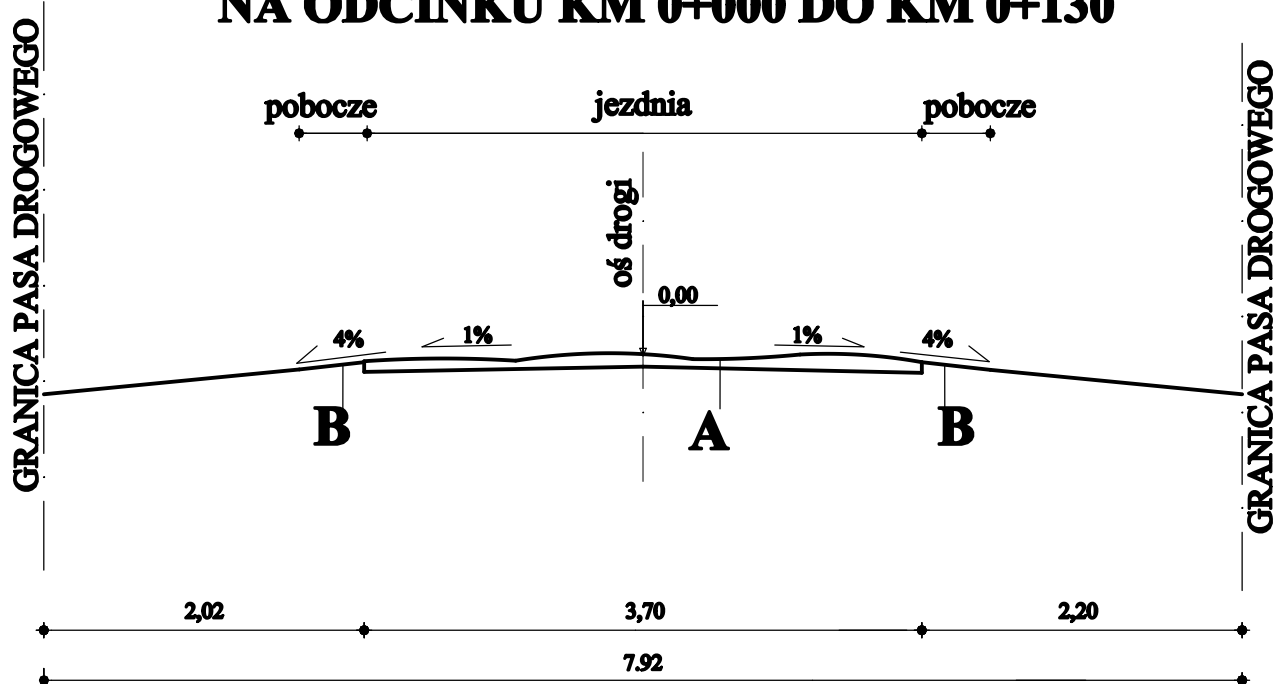 NA ODCINKU KM 0+000 DO KM 0+130
GRANICA PASA DROGOWEGO
pobocze
jezdnia
pobocze
GRANICA PASA DROGOWEGO
oś drogi
0,00
4%
1%
1%
4%
B
A
B
2,02
3,70
2,20
7.92